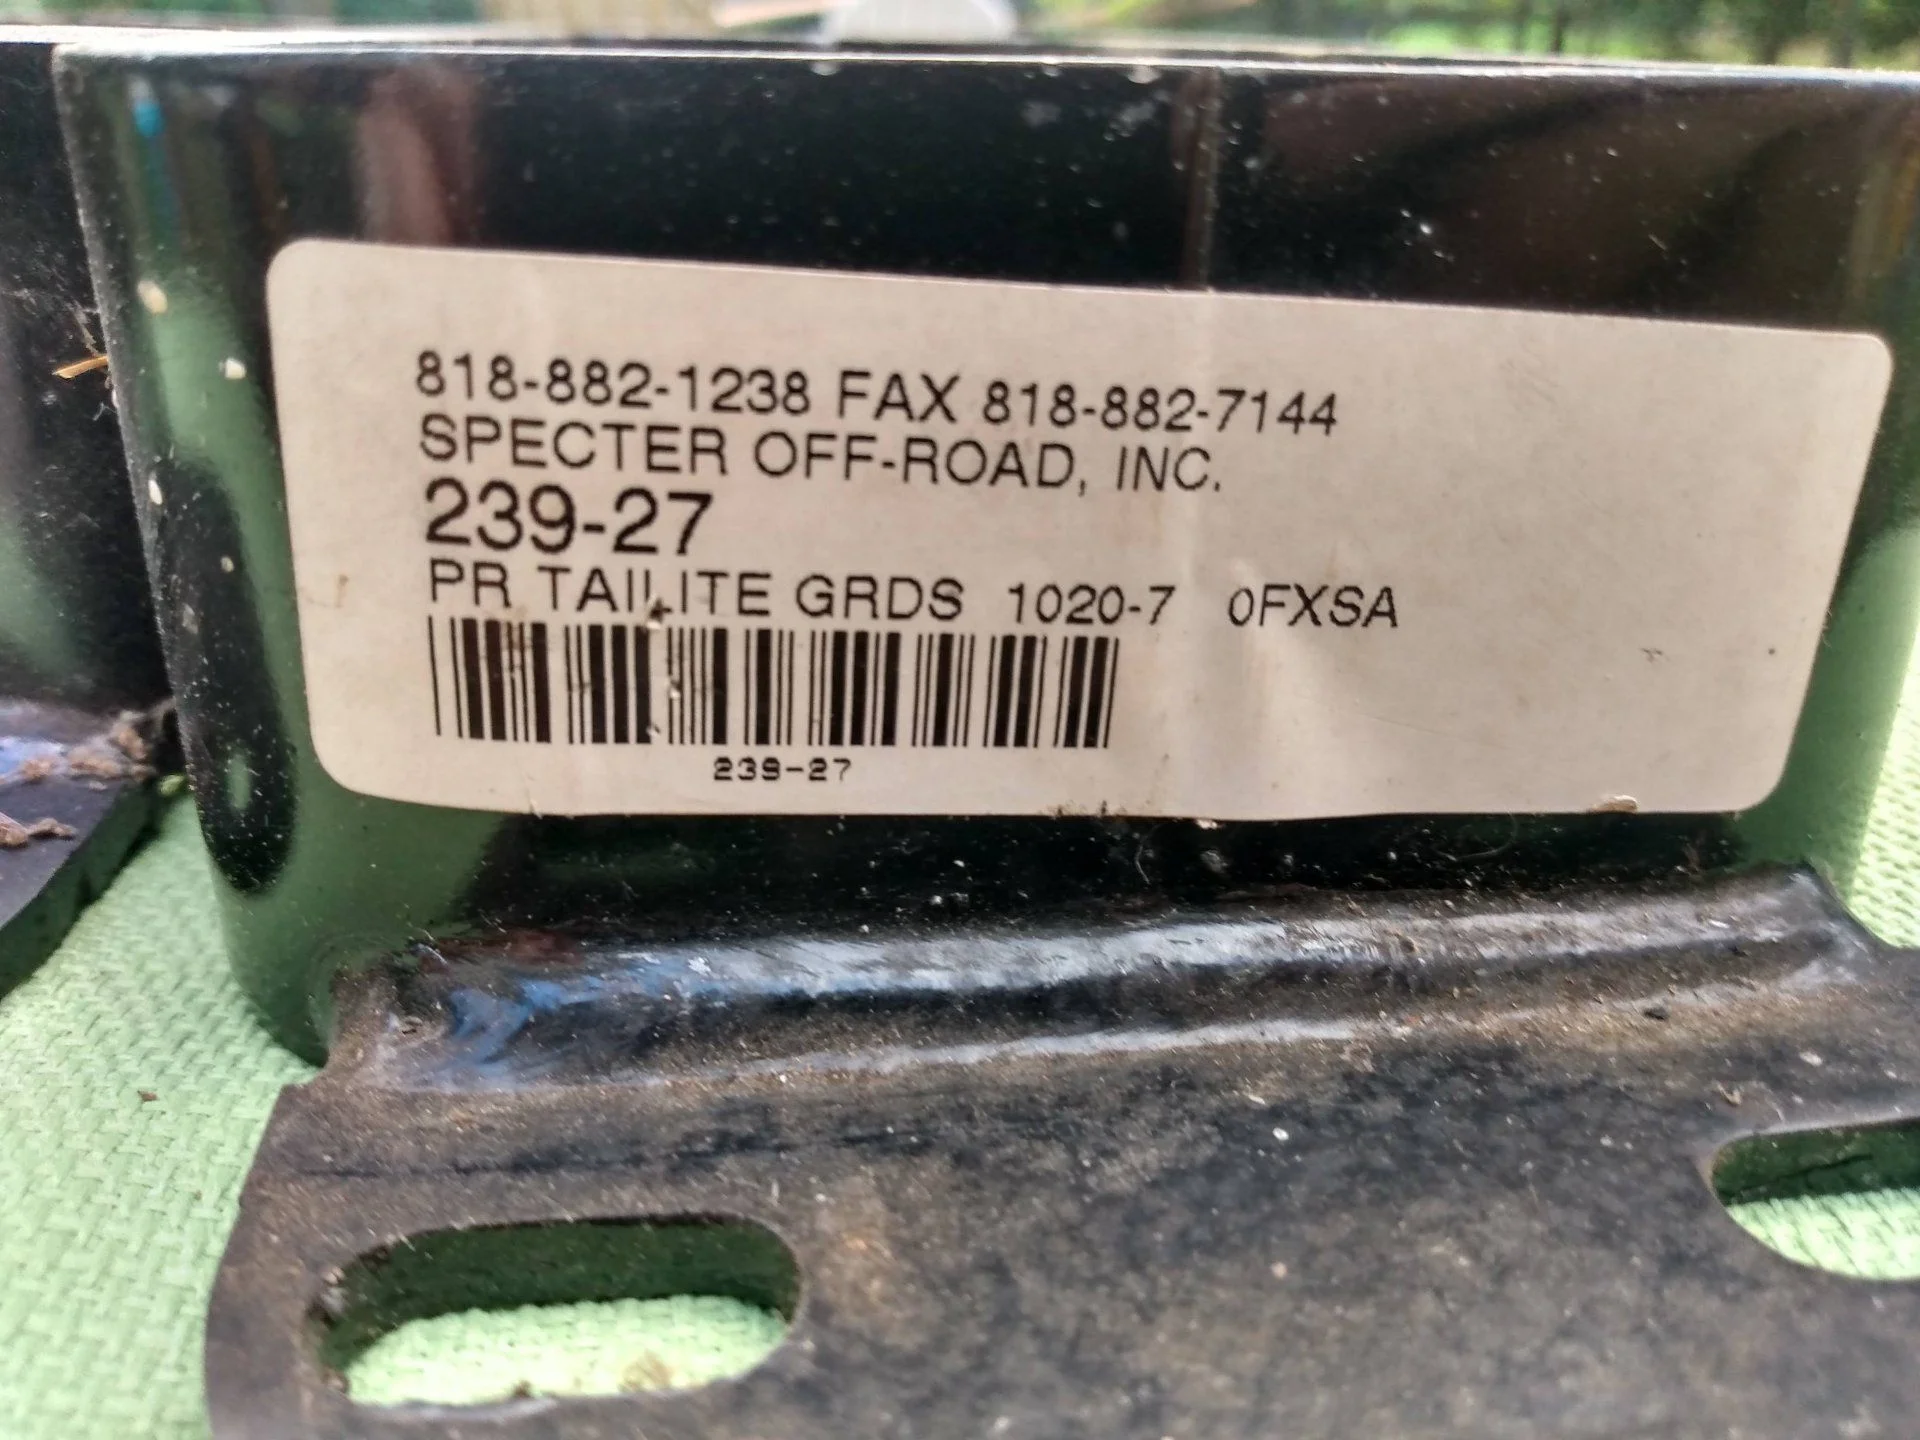 818-882-1238 FAX 818-882-7144
SPECTER OFF-ROAD, INC.
239-27
PR TAILITE GRDS 1020-7 0FXSA
239-27